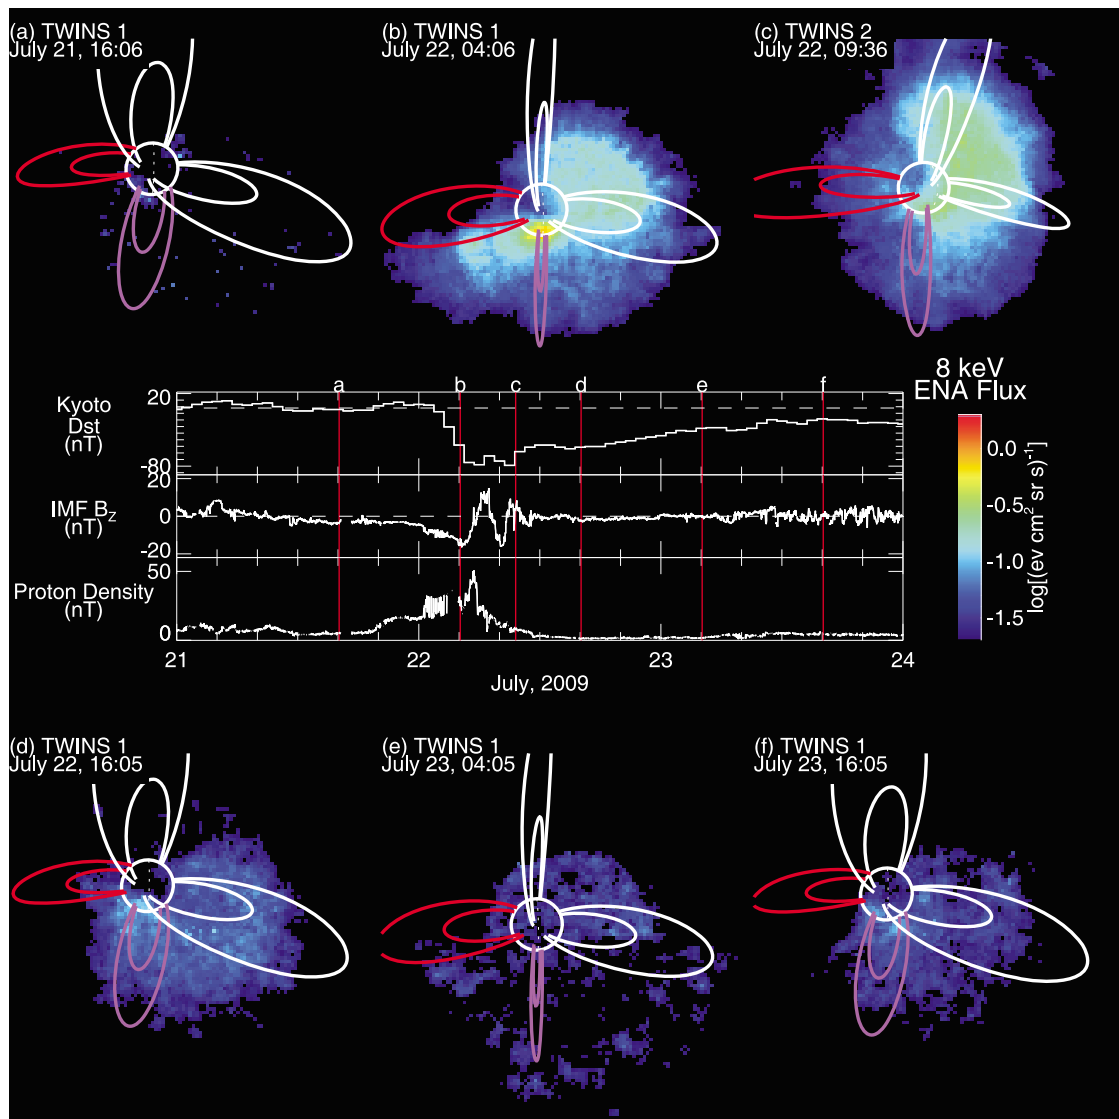 (a) TWINS 1
July 21, 16:06
(b) TWINS 1
July 22, 04:06
(c) TWINS 2
July 22, 09:36
a b c d e f
Kyoto
Dst
(nT)
20
-80
IMF B_Z
(nT)
20
0
-20
Proton Density
(nT)
50
0
21 22 23 24
July, 2009
8 keV
ENA Flux
0.0
-0.5
-1.0
-1.5
log[(ev cm² sr s)⁻¹]
(d) TWINS 1
July 22, 16:05
(e) TWINS 1
July 23, 04:05
(f) TWINS 1
July 23, 16:05